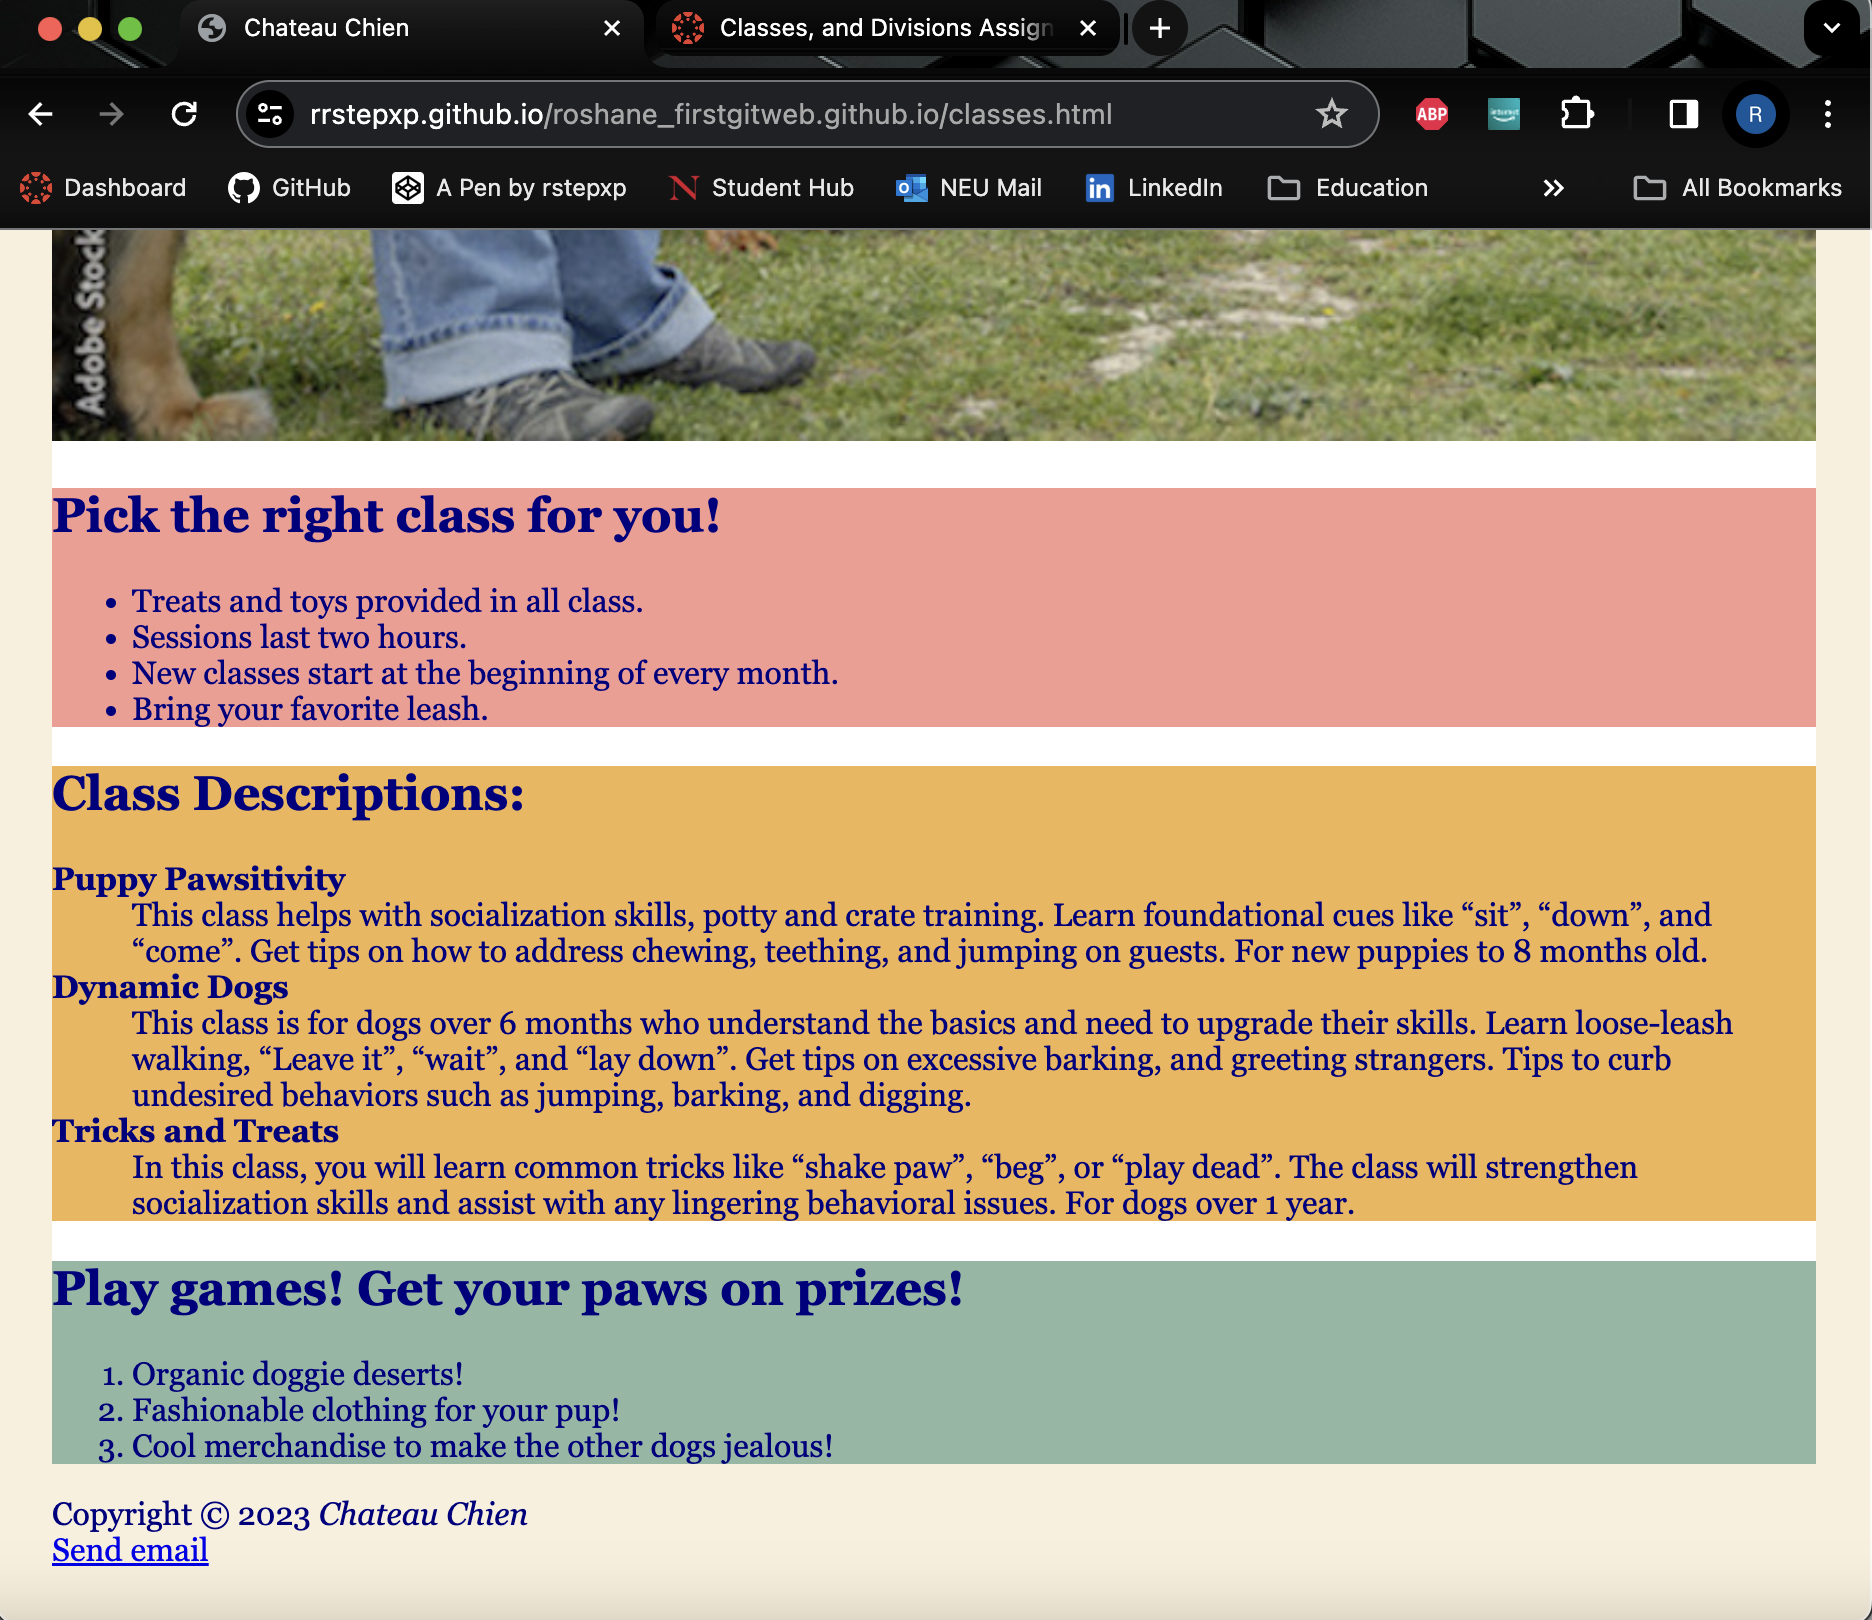 Chateau Chien
Classes, and Divisions Assign
rrstepxp.github.io/roshane_firstgitweb.github.io/classes.html
ABP
R
Dashboard
GitHub
A Pen by rstepxp
Student Hub
NEU Mail
LinkedIn
Education
All Bookmarks
Adobe Stock
Pick the right class for you!
• Treats and toys provided in all class.
• Sessions last two hours.
• New classes start at the beginning of every month.
• Bring your favorite leash.
Class Descriptions:
Puppy Pawsitivity
This class helps with socialization skills, potty and crate training. Learn foundational cues like “sit”, “down”, and
“come”. Get tips on how to address chewing, teething, and jumping on guests. For new puppies to 8 months old.
Dynamic Dogs
This class is for dogs over 6 months who understand the basics and need to upgrade their skills. Learn loose-leash
walking, “Leave it”, “wait”, and “lay down”. Get tips on excessive barking, and greeting strangers. Tips to curb
undesired behaviors such as jumping, barking, and digging.
Tricks and Treats
In this class, you will learn common tricks like “shake paw”, “beg”, or “play dead”. The class will strengthen
socialization skills and assist with any lingering behavioral issues. For dogs over 1 year.
Play games! Get your paws on prizes!
1. Organic doggie deserts!
2. Fashionable clothing for your pup!
3. Cool merchandise to make the other dogs jealous!
Copyright © 2023 Chateau Chien
Send email